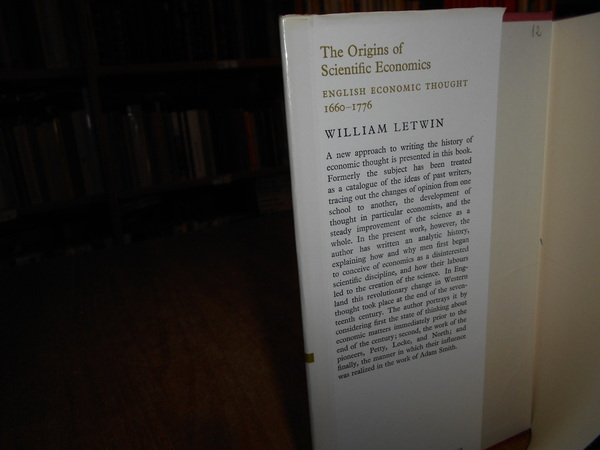 The Origins of
Scientific Economics
ENGLISH ECONOMIC THOUGHT
1660–1776
WILLIAM LETWIN
A new approach to writing the history of
economic thought is presented in this book.
Formerly the subject has been treated
as a catalogue of the ideas of past writers,
tracing out the changes of opinion from one
school to another, the development of
thought in particular economists, and the
steady improvement of the science as a
whole. In the present work, however, the
author has written an analytic history,
explaining how and why men first began
to conceive of economics as a disinterested
scientific discipline, and how their labours
led to the creation of the science. In Eng-
land this revolutionary change in Western
thought took place at the end of the seven-
teenth century. The author portrays it by
considering first the state of thinking about
economic matters immediately prior to the
end of the century; second, the work of the
pioneers, Petty, Locke, and North; and
finally, the manner in which their influence
was realized in the work of Adam Smith.
12